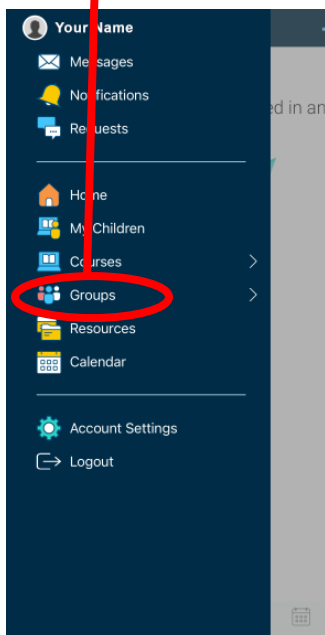 Your Name
Messages
Notifications
Requests
ed in an
Home
My Children
Courses
Groups
Resources
Calendar
Account Settings
Logout